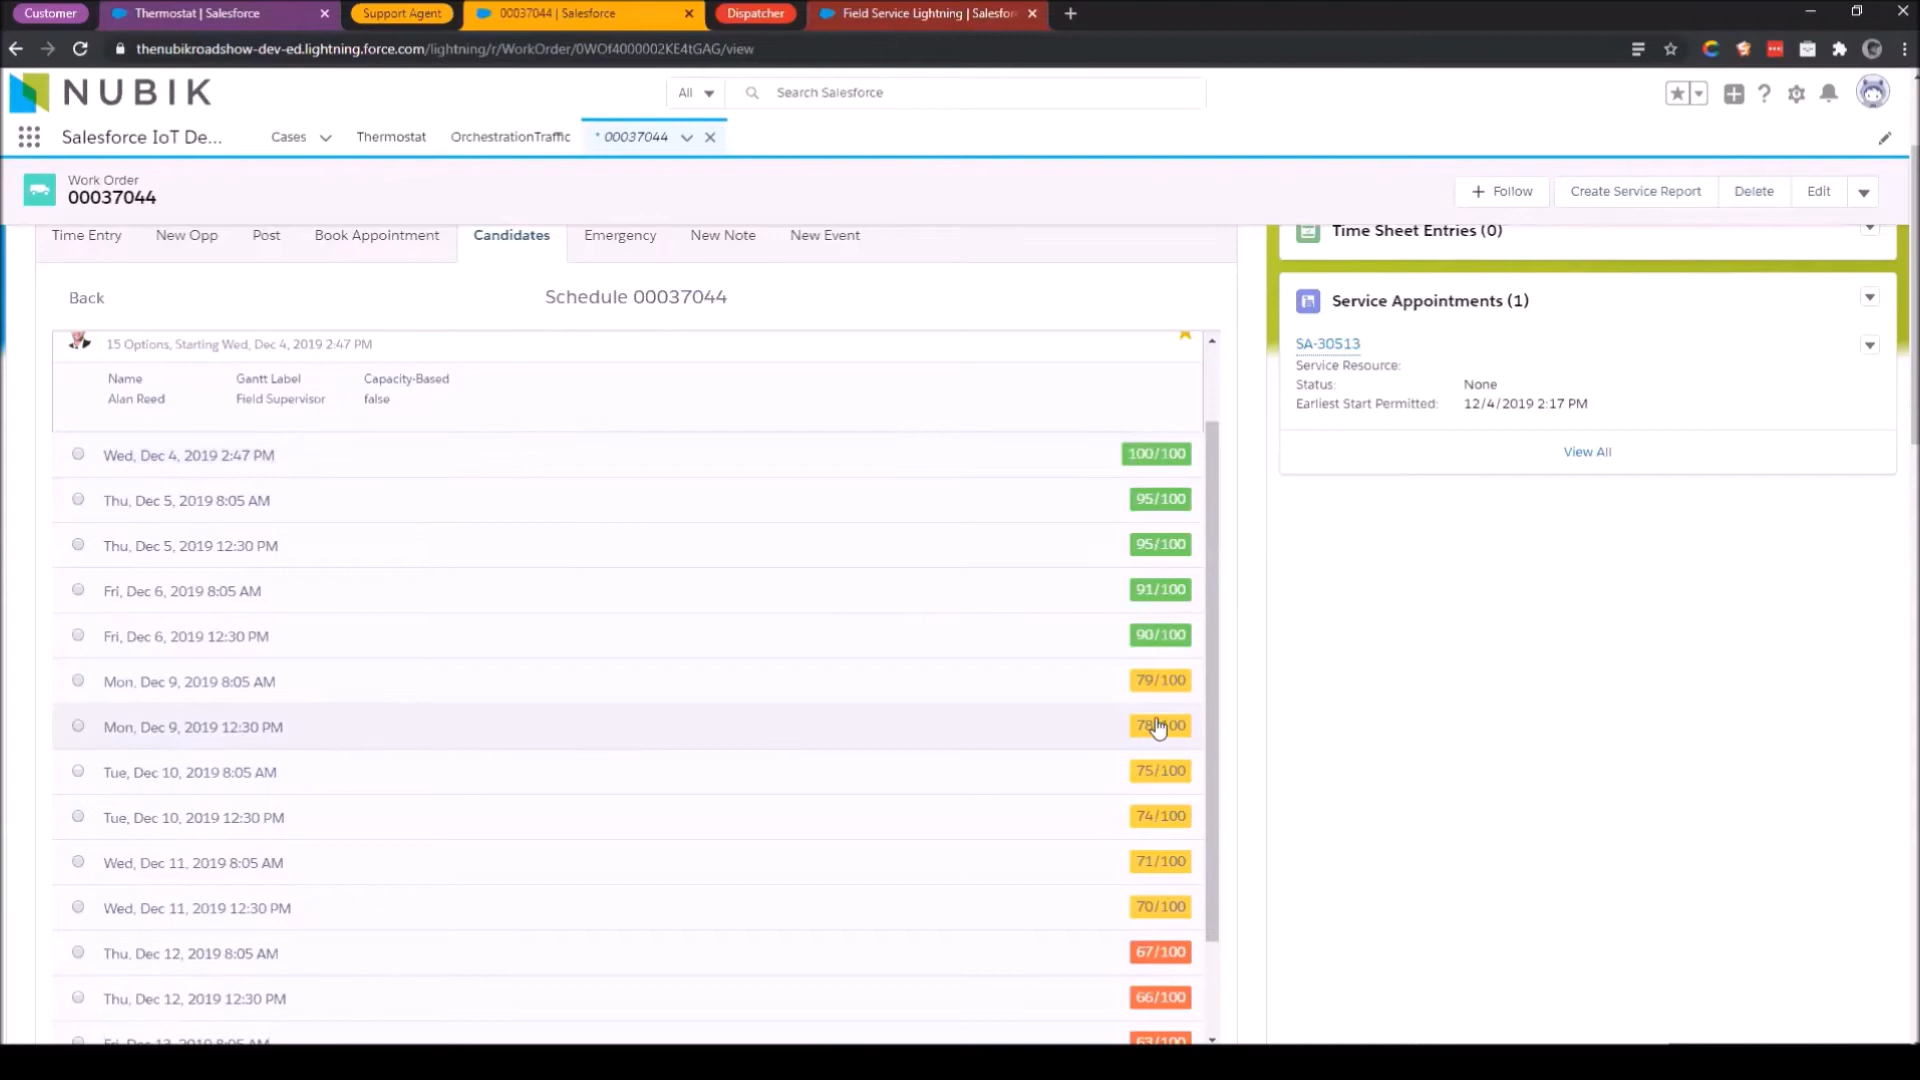 Customer
Thermostat | Salesforce
Support Agent
00037044 | Salesforce
Dispatcher
Field Service Lightning | Salesfor
thenubikroadshow-dev-ed.lightning.force.com/lightning/r/WorkOrder/0WOf4000002KE4tGAG/view
NUBIK
All
Search Salesforce
Salesforce IoT De...
Cases
Thermostat
OrchestrationTraffic
* 00037044
Work Order
00037044
+ Follow
Create Service Report
Delete
Edit
Time Entry
New Opp
Post
Book Appointment
Candidates
Emergency
New Note
New Event
Time Sheet Entries (0)
Back
Schedule 00037044
Service Appointments (1)
15 Options, Starting Wed, Dec 4, 2019 2:47 PM
Name Gantt Label Capacity-Based
Alan Reed Field Supervisor false
SA-30513
Service Resource:
Status: None
Earliest Start Permitted: 12/4/2019 2:17 PM
View All
Wed, Dec 4, 2019 2:47 PM 100/100
Thu, Dec 5, 2019 8:05 AM 95/100
Thu, Dec 5, 2019 12:30 PM 95/100
Fri, Dec 6, 2019 8:05 AM 91/100
Fri, Dec 6, 2019 12:30 PM 90/100
Mon, Dec 9, 2019 8:05 AM 79/100
Mon, Dec 9, 2019 12:30 PM 78/100
Tue, Dec 10, 2019 8:05 AM 75/100
Tue, Dec 10, 2019 12:30 PM 74/100
Wed, Dec 11, 2019 8:05 AM 71/100
Wed, Dec 11, 2019 12:30 PM 70/100
Thu, Dec 12, 2019 8:05 AM 67/100
Thu, Dec 12, 2019 12:30 PM 66/100
Fri, Dec 13, 2019 8:05 AM 63/100